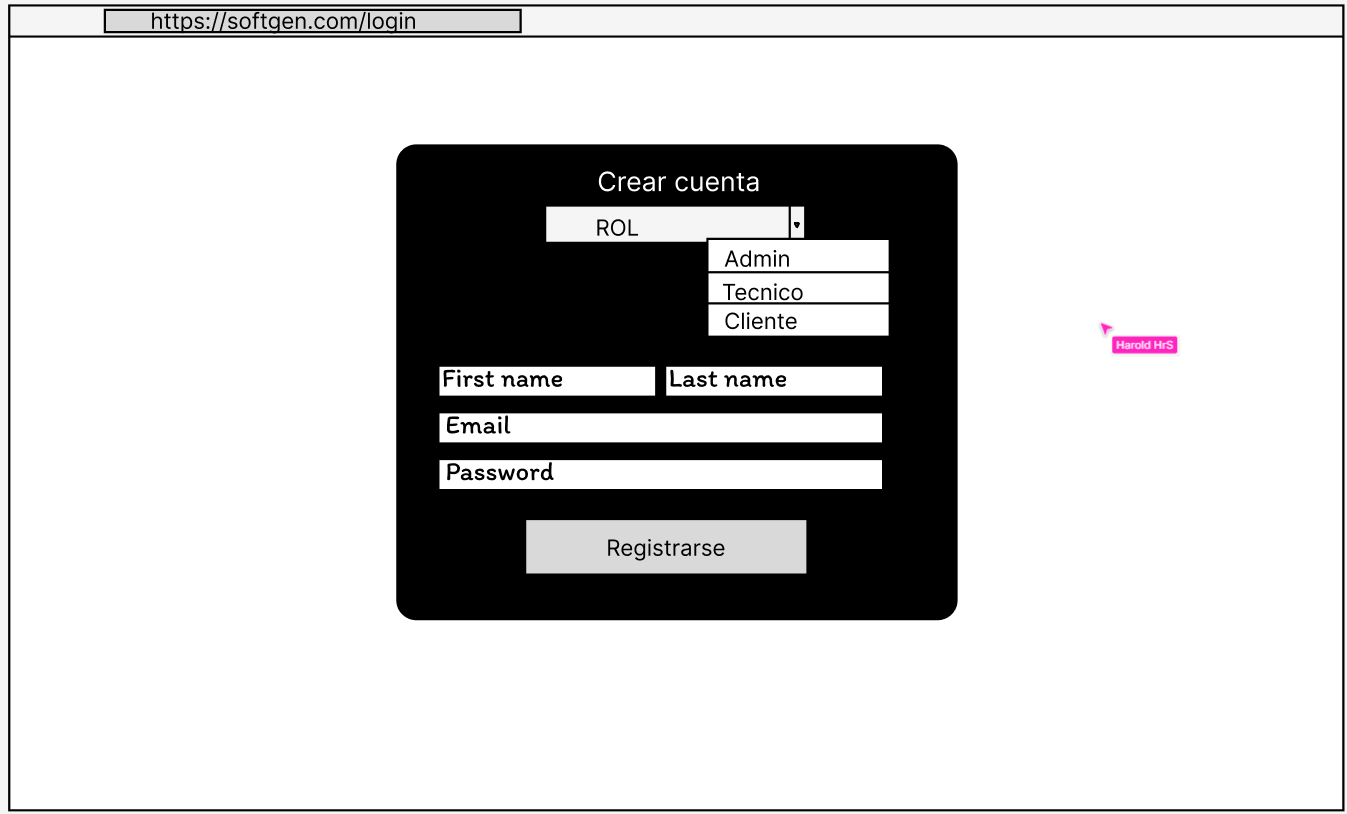 https://softgen.com/login
Crear cuenta
ROL
Admin
Tecnico
Cliente
Harold HrS
First name Last name
Email
Password
Registrarse